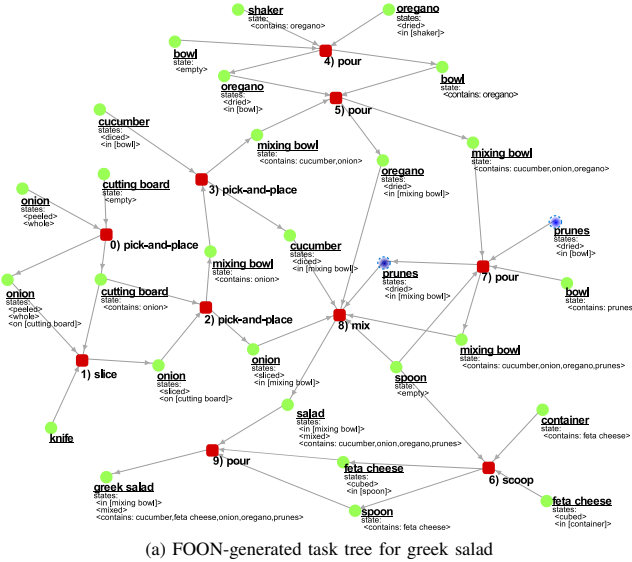 shaker
state:
<contains: oregano>
oregano
states:
<dried>
in [shaker]>
bowl
state:
<empty>
4) pour
oregano
states:
<dried>
<in [bowl]>
bowl
state:
<contains: oregano>
5) pour
cucumber
states:
<diced>
<in [bowl]>
mixing bowl
state:
<contains: cucumber,onion>
mixing bowl
state:
<contains: cucumber,onion,oregano>
oregano
states:
<dried>
<in [mixing bowl]>
3) pick-and-place
cutting board
state:
<empty>
onion
states:
<peeled>
<whole>
0) pick-and-place
cucumber
states:
<diced>
<in [mixing bowl]>
prunes
states:
<dried>
<in [bowl]>
mixing bowl
state:
<contains: onion>
prunes
states:
<dried>
<in [mixing bowl]>
7) pour
onion
states:
<peeled>
<whole>
<on [cutting board]>
cutting board
state:
<contains: onion>
bowl
state:
<contains: prunes
2) pick-and-place
8) mix
mixing bowl
state:
<contains: cucumber,onion,oregano,prunes>
onion
states:
<sliced>
<in [mixing bowl]>
1) slice
onion
states:
<sliced>
<on [cutting board]>
spoon
state:
<empty>
knife
salad
states:
<in [mixing bowl]>
<mixed>
<contains: cucumber,onion,oregano,prunes>
container
state:
<contains: feta cheese>
9) pour
feta cheese
states:
<cubed>
<in [spoon]>
6) scoop
greek salad
states:
<in [mixing bowl]>
<mixed>
<contains: cucumber,feta cheese,onion,oregano,prunes>
spoon
state:
<contains: feta cheese>
feta cheese
states:
<cubed>
<in [container]>
(a) FOON-generated task tree for greek salad